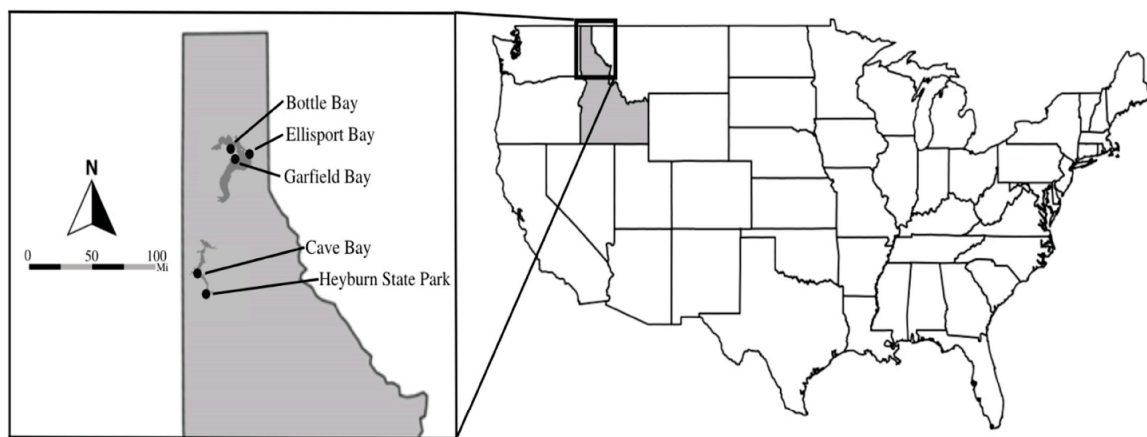 Bottle Bay
Ellisport Bay
Garfield Bay
N
0 50 100
Mi
Cave Bay
Heyburn State Park